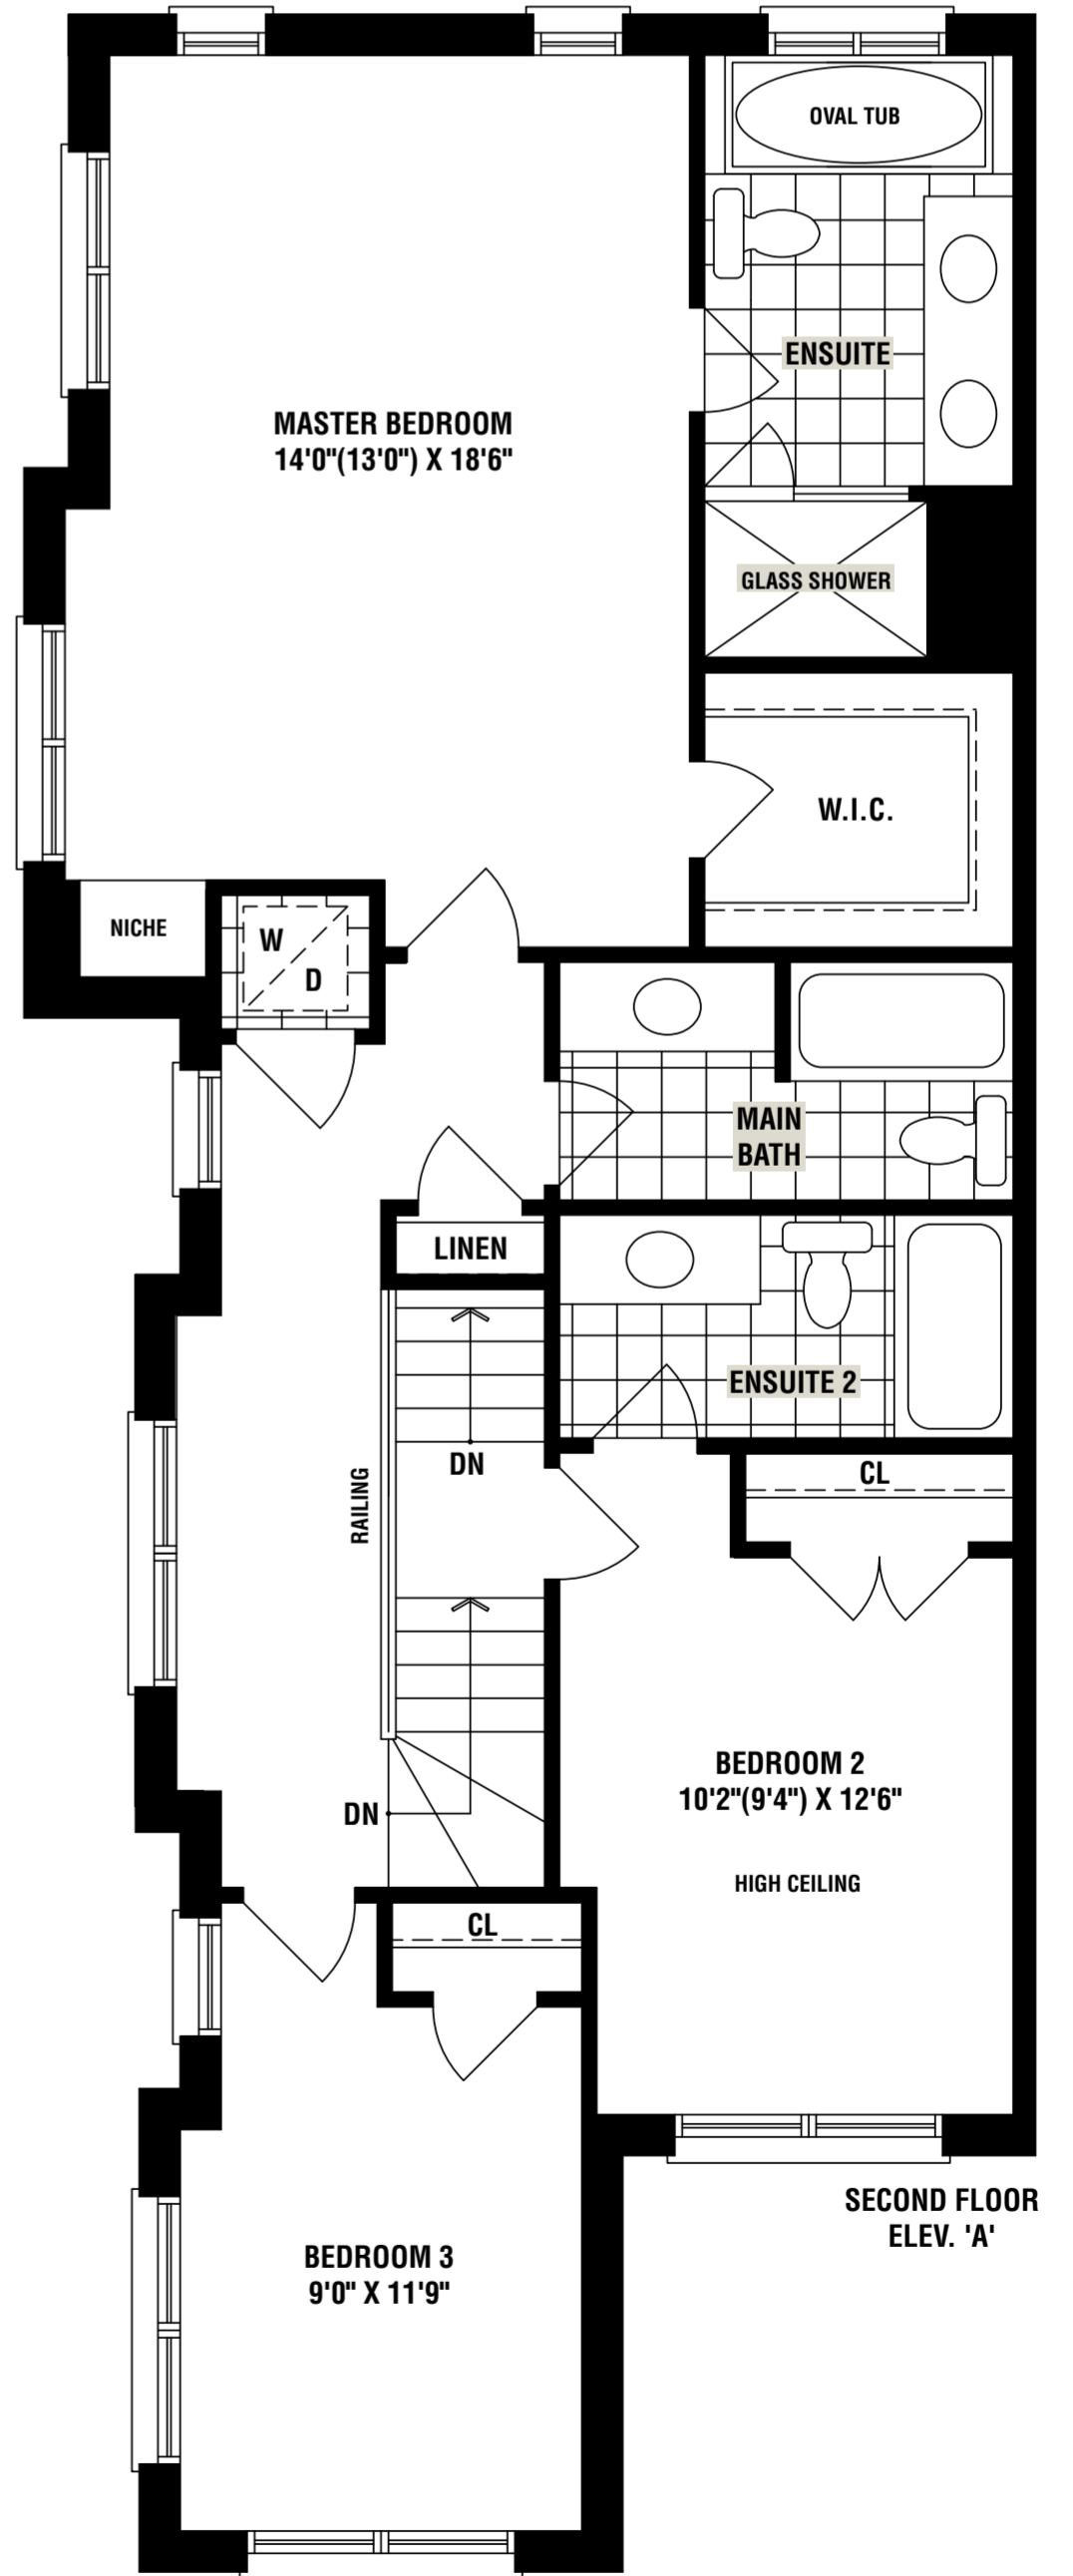 OVAL TUB
ENSUITE
MASTER BEDROOM
14'0"(13'0") X 18'6"
GLASS SHOWER
W.I.C.
NICHE
W
D
MAIN
BATH
LINEN
ENSUITE 2
DN
CL
RAILING
BEDROOM 2
10'2"(9'4") X 12'6"
DN
HIGH CEILING
CL
SECOND FLOOR
ELEV. 'A'
BEDROOM 3
9'0" X 11'9"